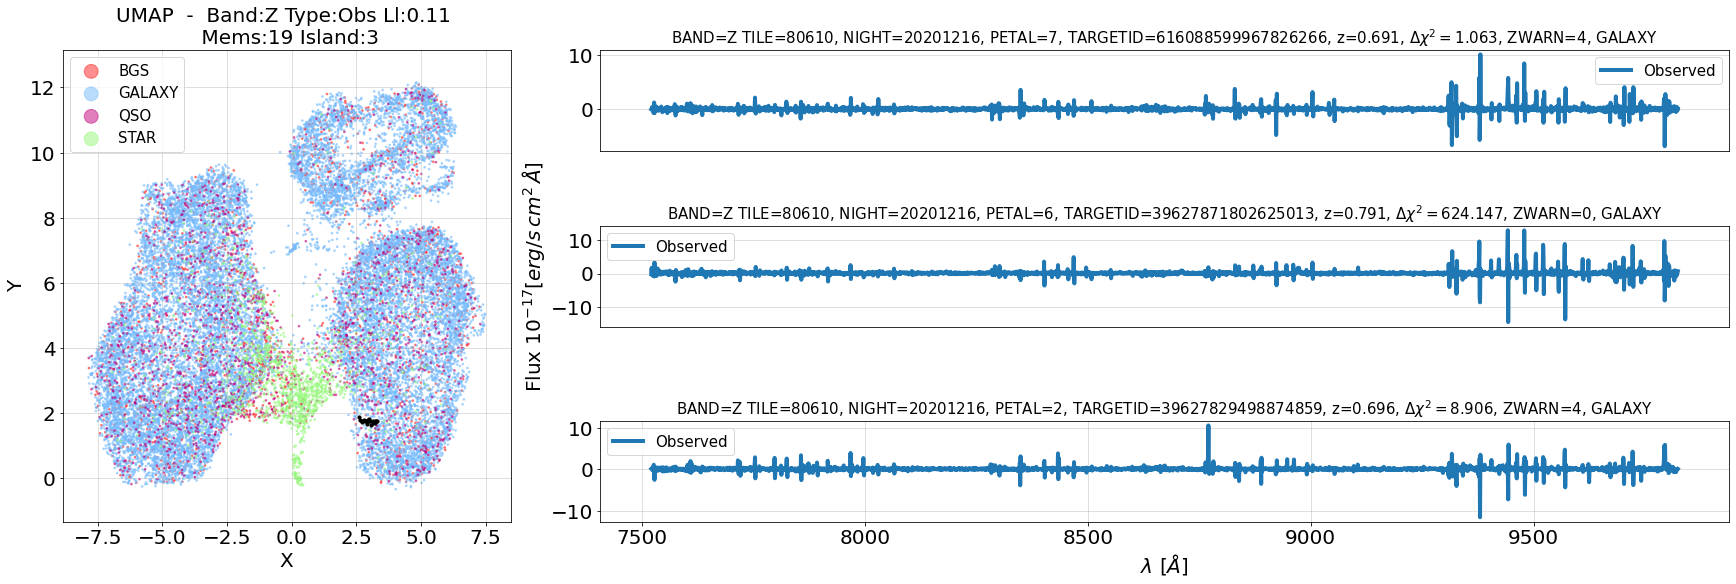 UMAP - Band:Z Type:Obs Ll:0.11
Mems:19 Island:3
BGS
GALAXY
QSO
STAR
12
10
8
6
4
2
0
Y
−7.5 −5.0 −2.5 0.0 2.5 5.0 7.5
X
Flux 10^{-17}[erg/s cm^2 Å]
BAND=Z TILE=80610, NIGHT=20201216, PETAL=7, TARGETID=616088599967826266, z=0.691, Δχ² = 1.063, ZWARN=4, GALAXY
10
0
Observed
BAND=Z TILE=80610, NIGHT=20201216, PETAL=6, TARGETID=39627871802625013, z=0.791, Δχ² = 624.147, ZWARN=0, GALAXY
10
0
−10
Observed
BAND=Z TILE=80610, NIGHT=20201216, PETAL=2, TARGETID=39627829498874859, z=0.696, Δχ² = 8.906, ZWARN=4, GALAXY
10
0
−10
Observed
7500 8000 8500 9000 9500
λ [Å]